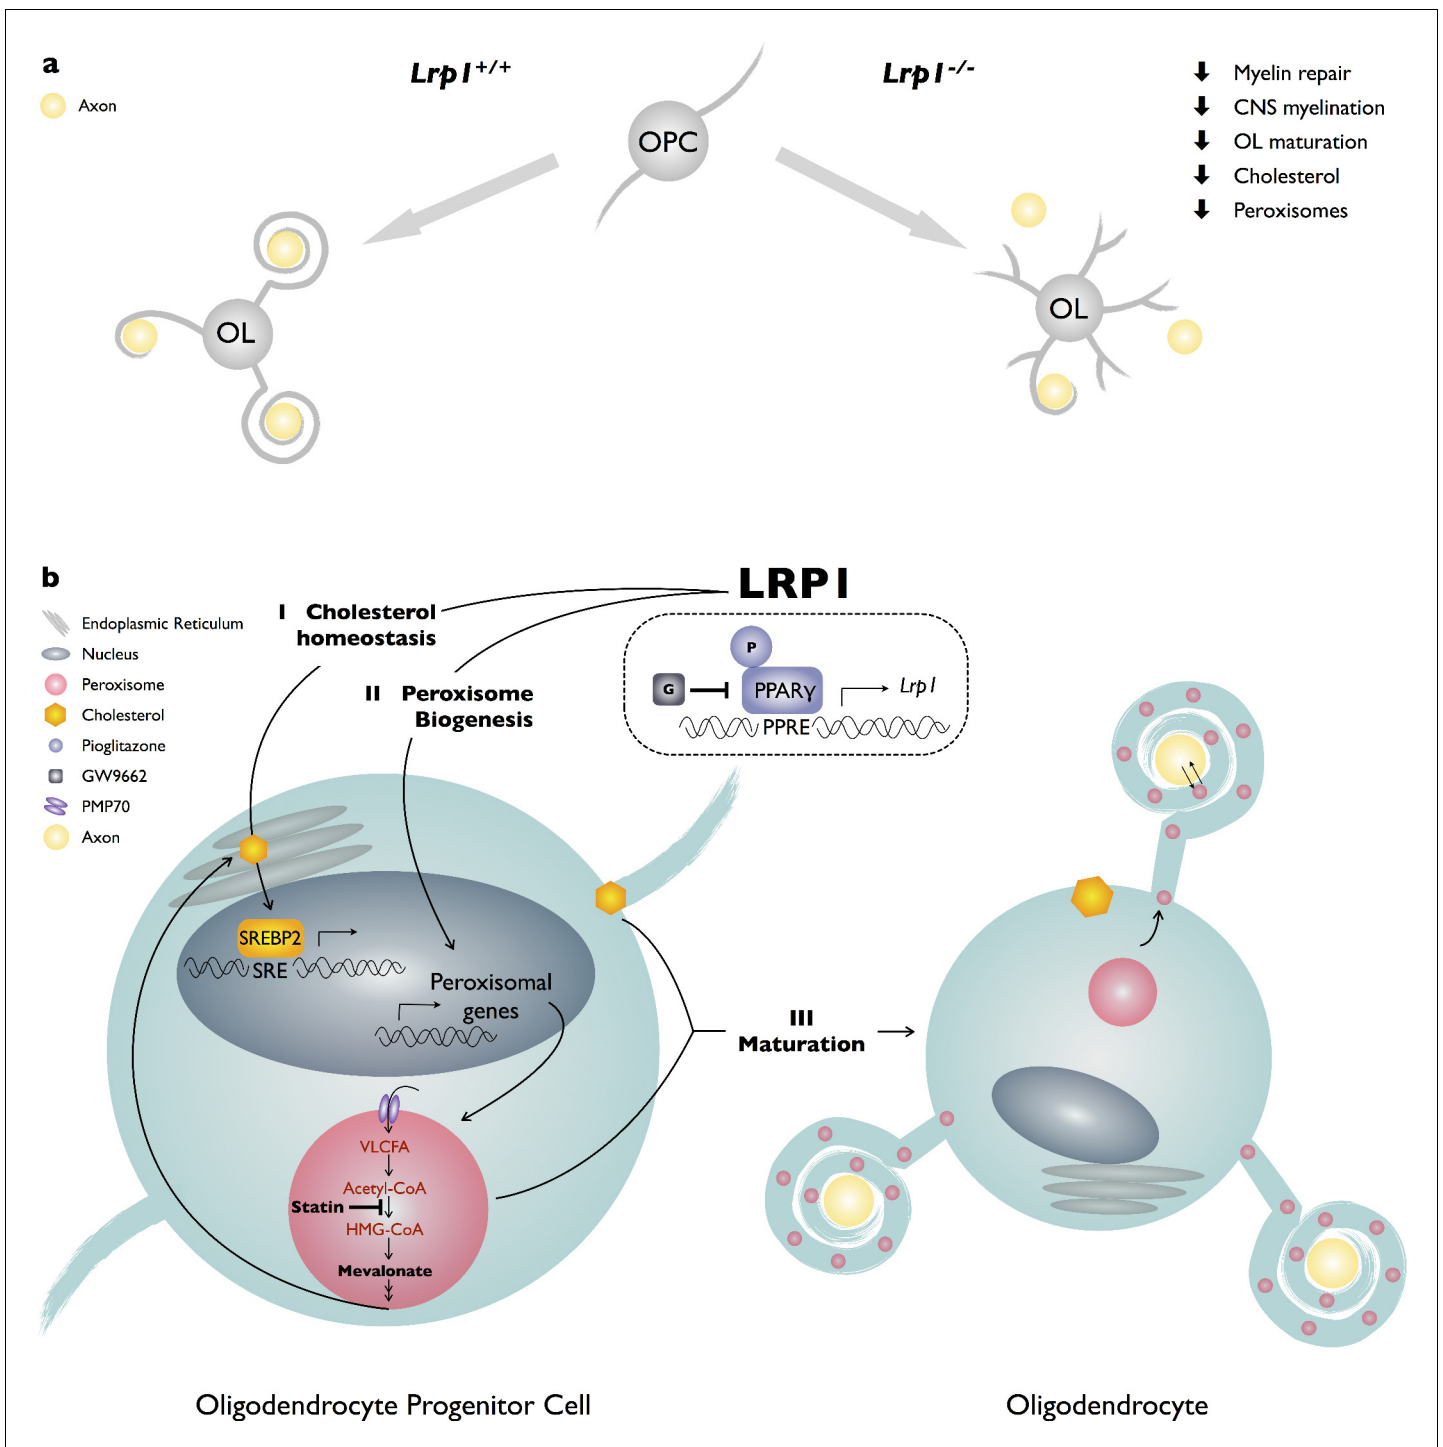 a
Axon
Lrp1+/+
Lrp1-/-
OPC
OL
OL
Myelin repair
CNS myelination
OL maturation
Cholesterol
Peroxisomes
b
Endoplasmic Reticulum
Nucleus
Peroxisome
Cholesterol
Pioglitazone
GW9662
PMP70
Axon
LRP1
I Cholesterol
homeostasis
II Peroxisome
Biogenesis
P
G
PPARγ
Lrp1
PPRE
SREBP2
SRE
Peroxisomal
genes
III
Maturation
VLCFA
Acetyl-CoA
Statin
HMG-CoA
Mevalonate
Oligodendrocyte Progenitor Cell
Oligodendrocyte